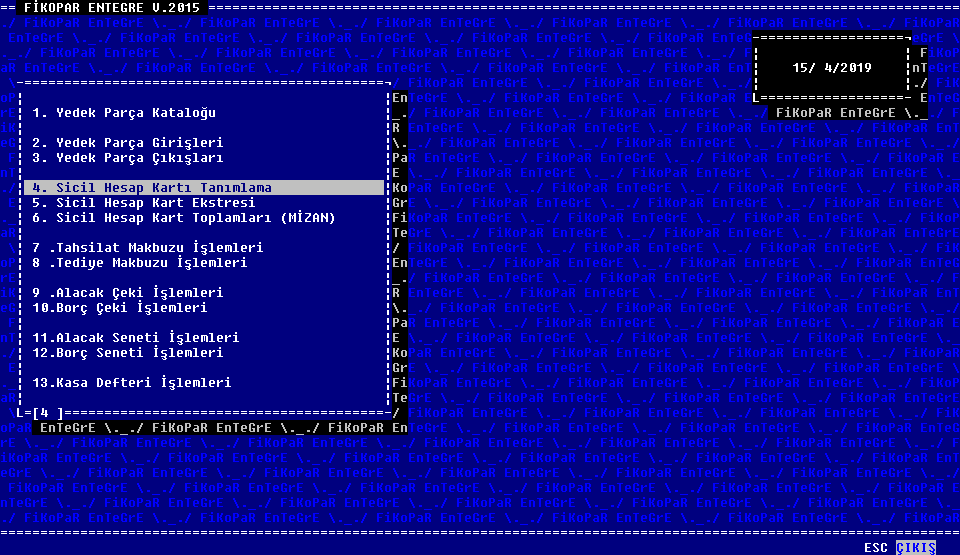 FİKOPAR ENTEGRE V.2015
15/ 4/2019
FiKoPaR EnTeGrE \._
1. Yedek Parça Kataloğu
2. Yedek Parça Girişleri
3. Yedek Parça Çıkışları
4. Sicil Hesap Kartı Tanımlama
5. Sicil Hesap Kart Ekstresi
6. Sicil Hesap Kart Toplamları (MİZAN)
7 .Tahsilat Makbuzu İşlemleri
8 .Tediye Makbuzu İşlemleri
9 .Alacak Çeki İşlemleri
10.Borç Çeki İşlemleri
11.Alacak Seneti İşlemleri
12.Borç Seneti İşlemleri
13.Kasa Defteri İşlemleri
[4 ]
EnTeGrE \._./ FiKoPaR EnTeGrE \._./ FiKoPaR En
ESC ÇIKIŞ